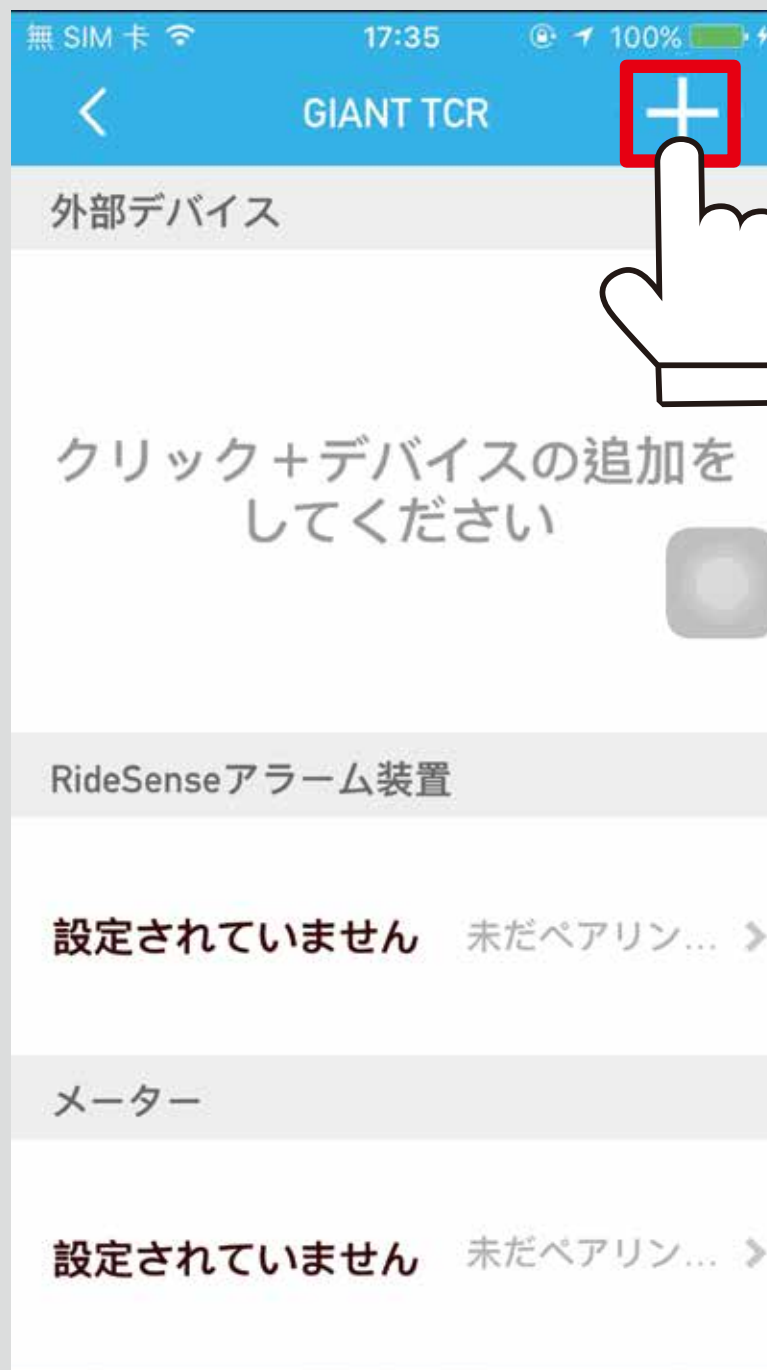 無 SIM 卡 17:35 100%
GIANT TCR
外部デバイス
クリック＋デバイスの追加を
してください
RideSenseアラーム装置
設定されていません 未だペアリン...
メーター
設定されていません 未だペアリン...